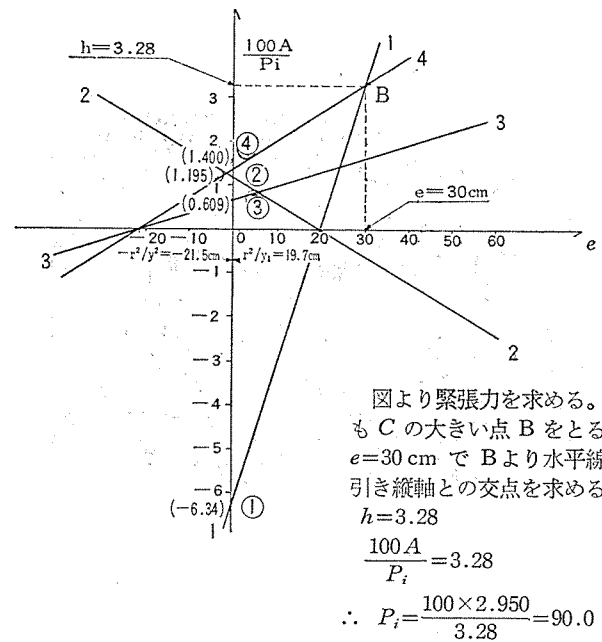 h=3.28
100A
Pi
1
4
2
3
B
3
2
④
(1.400)
(1.195)
②
1
(0.609)
③
e=30cm
-20 -10 0 10 20 30 40 50 60 e
3
-r²/y²=-21.5cm r²/y₁=19.7cm
-1
-2
2
-3
-4
-5
-6
(-6.34)
①
1
図より緊張力を求める。
も C の大きい点 B をとる
e=30 cm で Bより水平線
引き縦軸との交点を求める
h=3.28
100A/Pi=3.28
∴ Pi=100×2.950/3.28=90.0